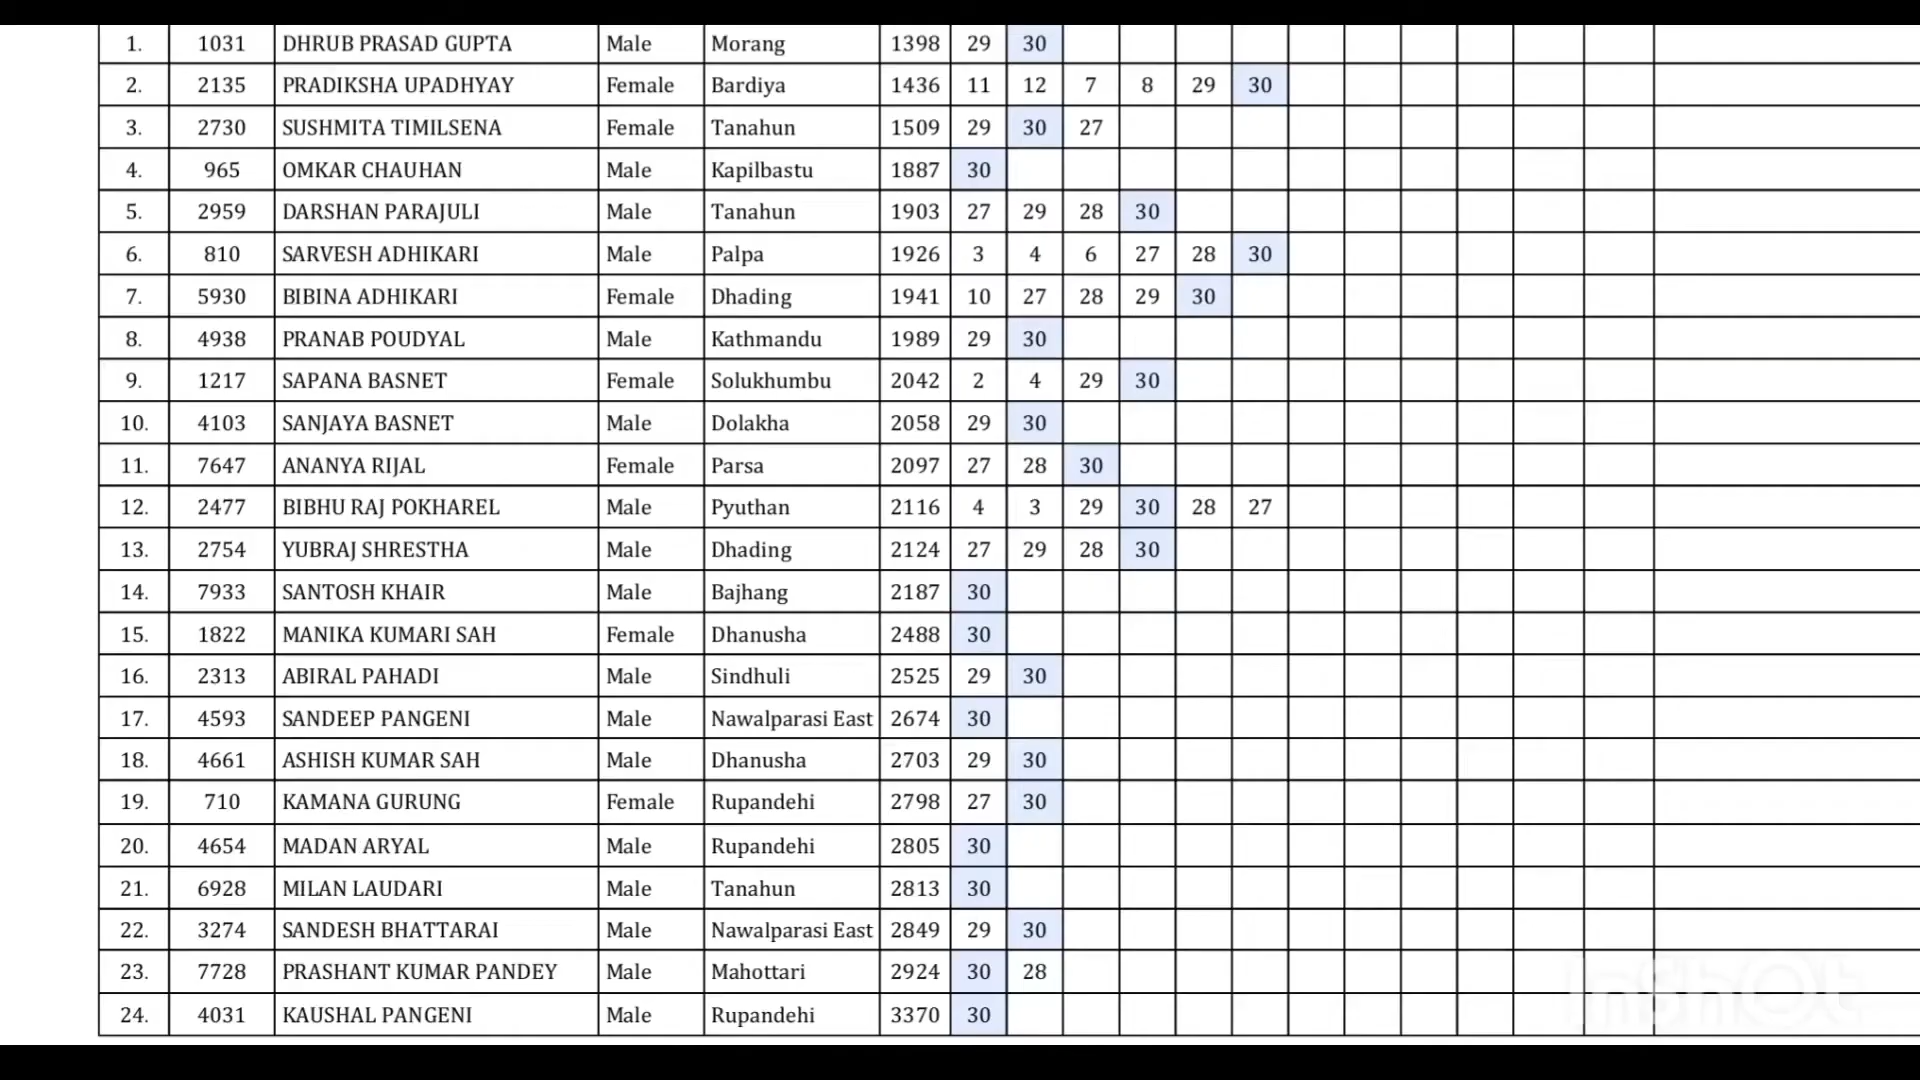 1. 1031 DHRUB PRASAD GUPTA Male Morang 1398 29 30
2. 2135 PRADIKSHA UPADHYAY Female Bardiya 1436 11 12 7 8 29 30
3. 2730 SUSHMITA TIMILSENA Female Tanahun 1509 29 30 27
4. 965 OMKAR CHAUHAN Male Kapilbastu 1887 30
5. 2959 DARSHAN PARAJULI Male Tanahun 1903 27 29 28 30
6. 810 SARVESH ADHIKARI Male Palpa 1926 3 4 6 27 28 30
7. 5930 BIBINA ADHIKARI Female Dhading 1941 10 27 28 29 30
8. 4938 PRANAB POUDYAL Male Kathmandu 1989 29 30
9. 1217 SAPANA BASNET Female Solukhumbu 2042 2 4 29 30
10. 4103 SANJAYA BASNET Male Dolakha 2058 29 30
11. 7647 ANANYA RIJAL Female Parsa 2097 27 28 30
12. 2477 BIBHU RAJ POKHAREL Male Pyuthan 2116 4 3 29 30 28 27
13. 2754 YUBRAJ SHRESTHA Male Dhading 2124 27 29 28 30
14. 7933 SANTOSH KHAIR Male Bajhang 2187 30
15. 1822 MANIKA KUMARI SAH Female Dhanusha 2488 30
16. 2313 ABIRAL PAHADI Male Sindhuli 2525 29 30
17. 4593 SANDEEP PANGENI Male Nawalparasi East 2674 30
18. 4661 ASHISH KUMAR SAH Male Dhanusha 2703 29 30
19. 710 KAMANA GURUNG Female Rupandehi 2798 27 30
20. 4654 MADAN ARYAL Male Rupandehi 2805 30
21. 6928 MILAN LAUDARI Male Tanahun 2813 30
22. 3274 SANDESH BHATTARAI Male Nawalparasi East 2849 29 30
23. 7728 PRASHANT KUMAR PANDEY Male Mahottari 2924 30 28
24. 4031 KAUSHAL PANGENI Male Rupandehi 3370 30
InShOt